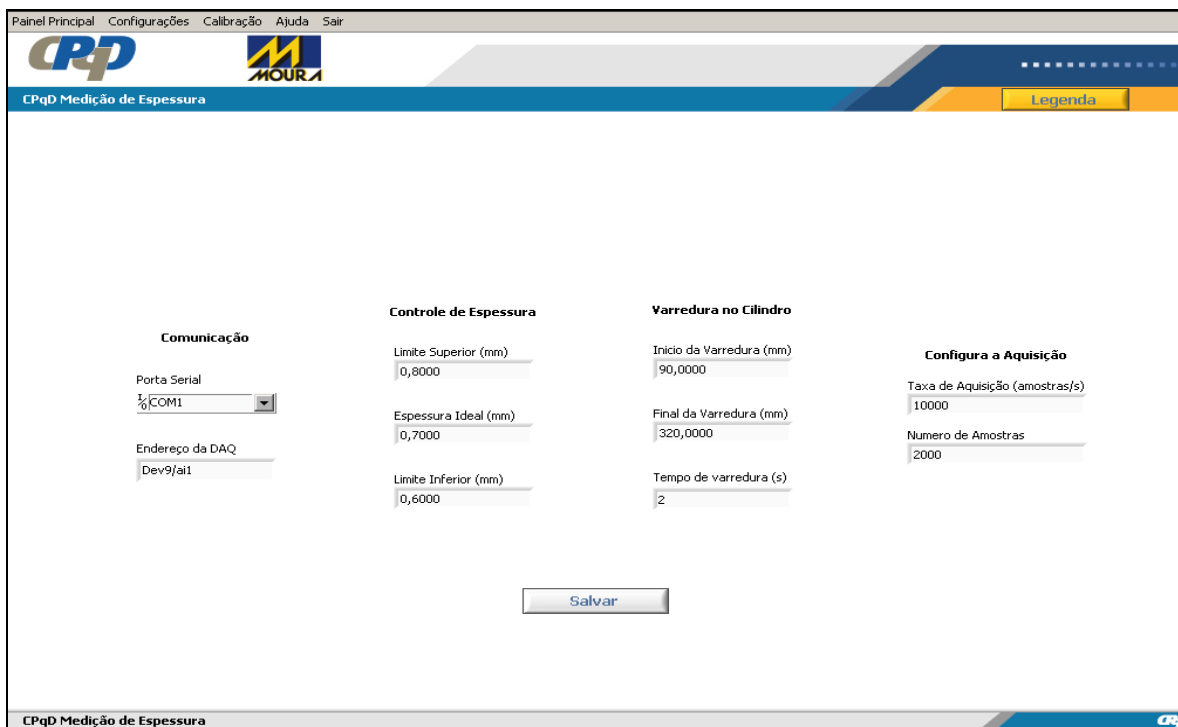 Painel Principal Configurações Calibração Ajuda Sair
CPqD
MOURA
CPqD Medição de Espessura
Legenda
Comunicação
Porta Serial
I/O COM1
Endereço da DAQ
Dev9/ai1
Controle de Espessura
Limite Superior (mm)
0,8000
Espessura Ideal (mm)
0,7000
Limite Inferior (mm)
0,6000
Varredura no Cilindro
Inicio da Varredura (mm)
90,0000
Final da Varredura (mm)
320,0000
Tempo de varredura (s)
2
Configura a Aquisição
Taxa de Aquisição (amostras/s)
10000
Numero de Amostras
2000
Salvar
CPqD Medição de Espessura